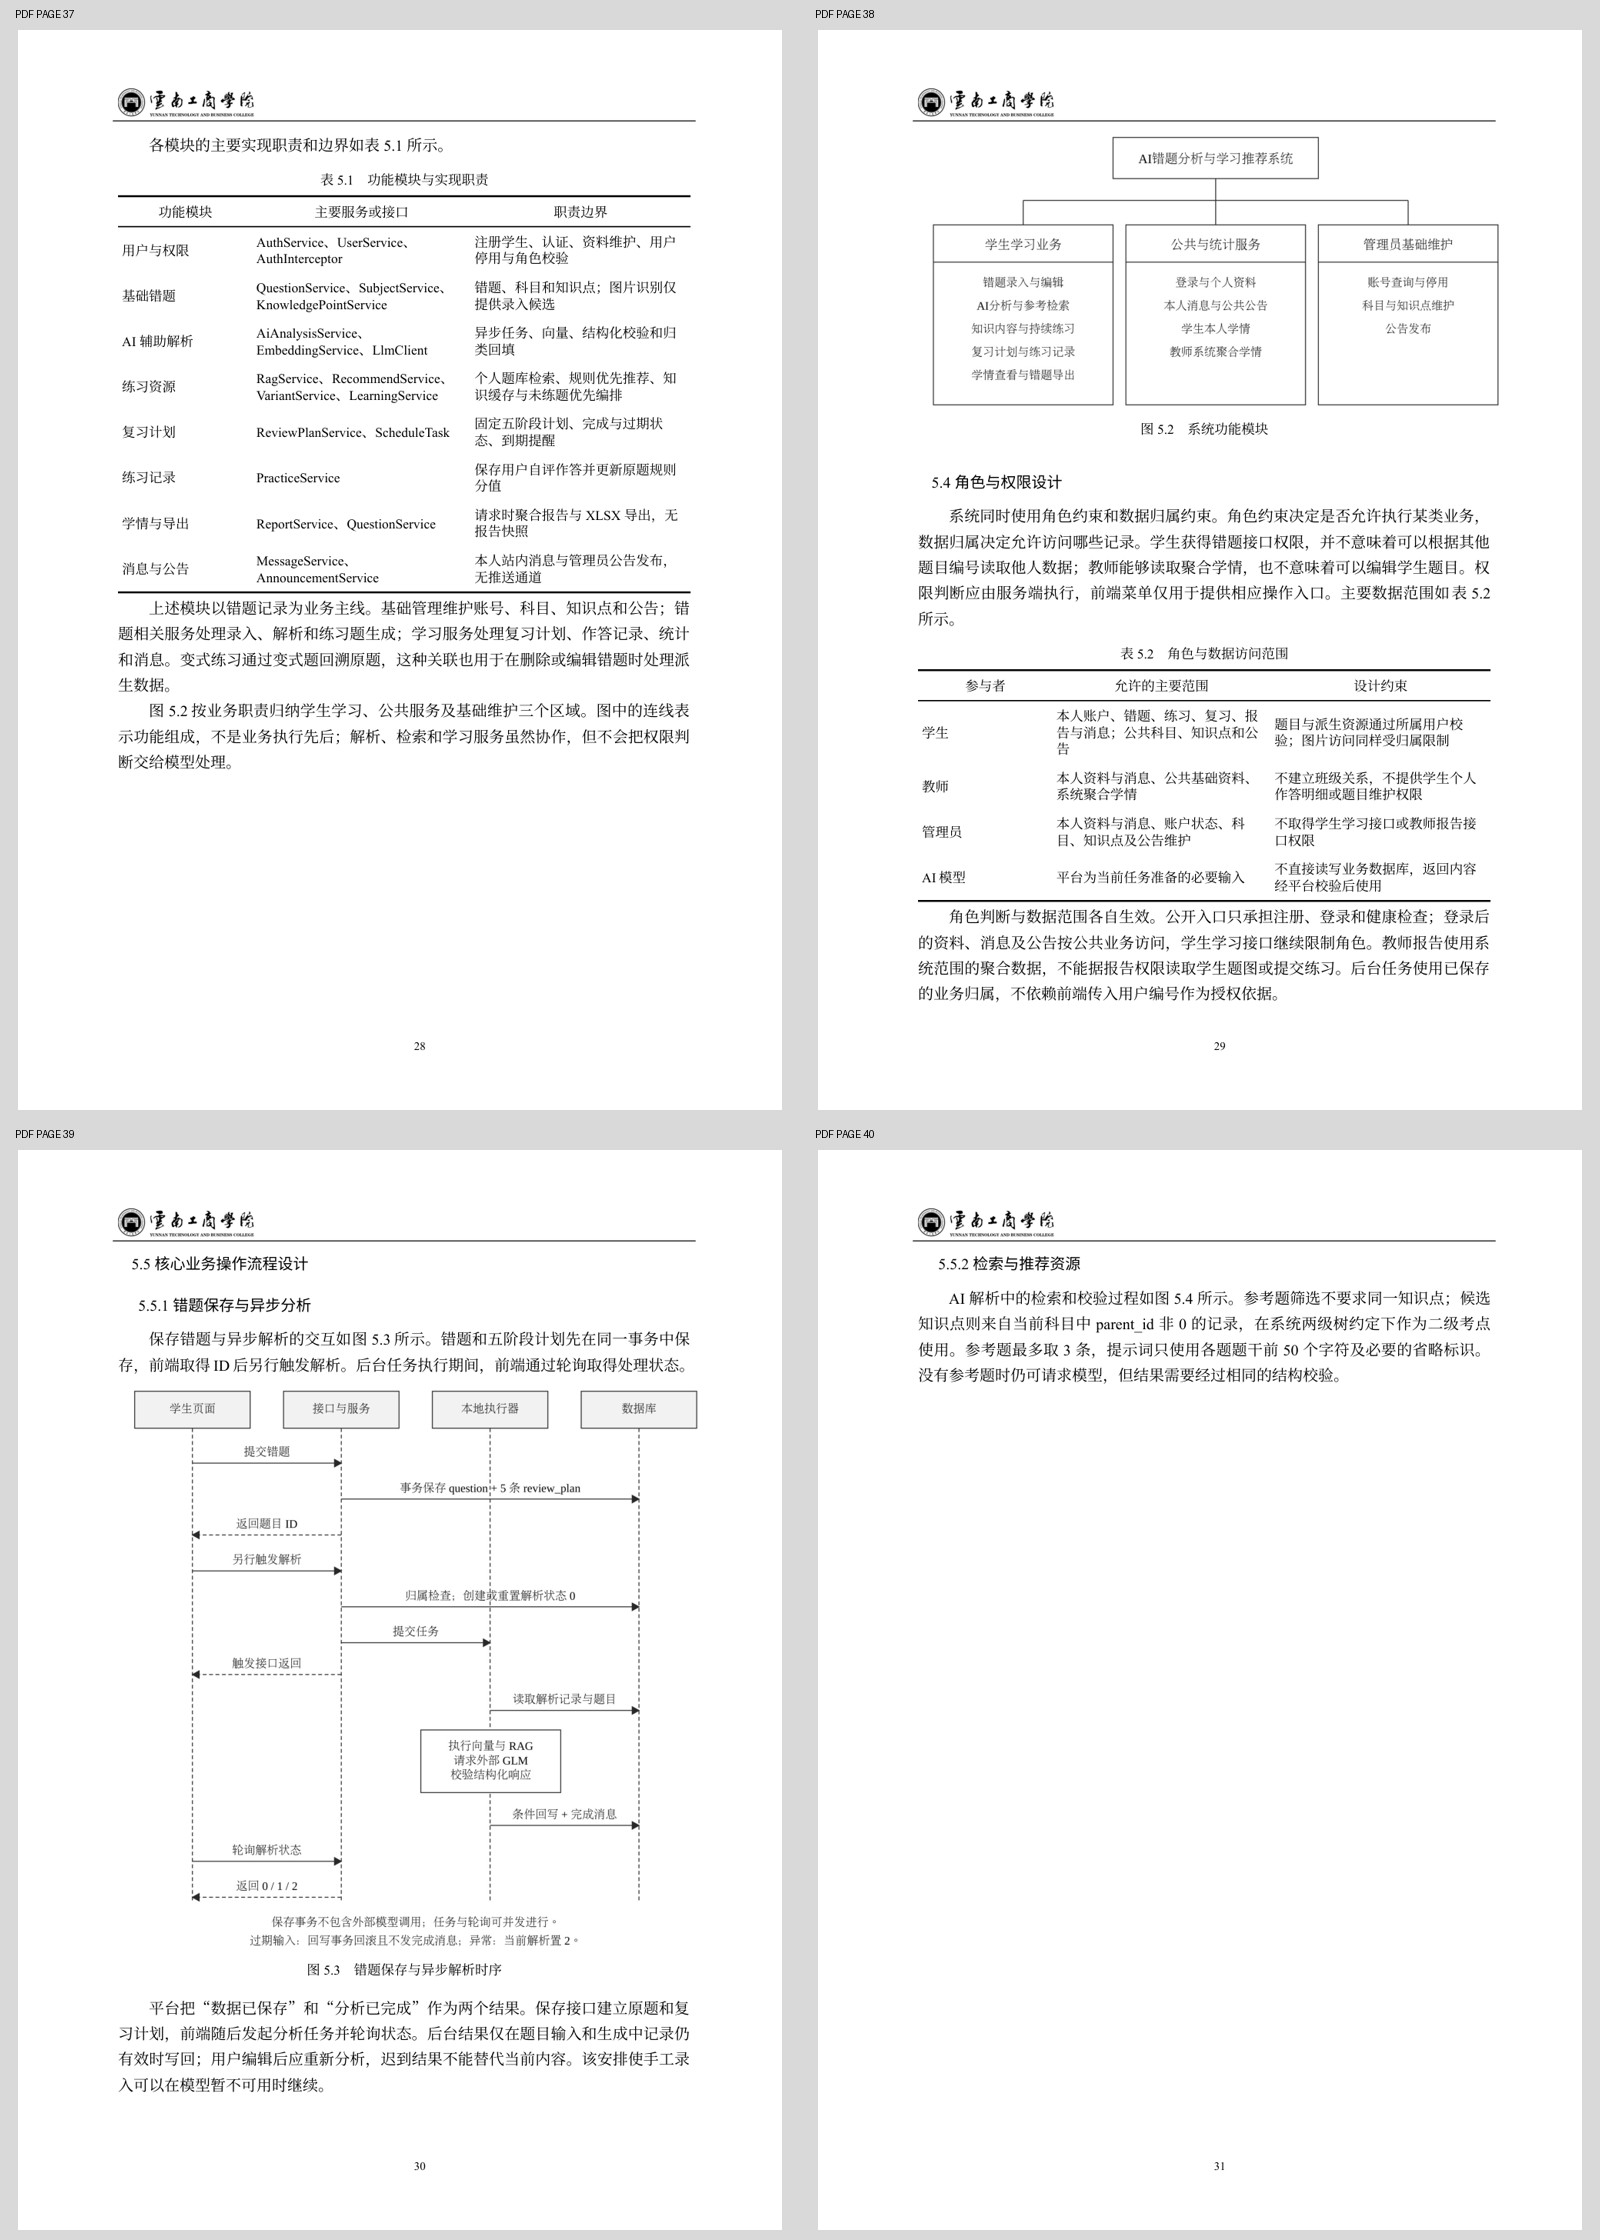 PDF PAGE 37
雲南工商學院
YUNNAN TECHNOLOGY AND BUSINESS COLLEGE
各模块的主要实现职责和边界如表 5.1 所示。
表 5.1 功能模块与实现职责
功能模块 主要服务或接口 职责边界
用户与权限 AuthService、UserService、 注册学生、认证、资料维护、用户
AuthInterceptor 停用与角色校验
基础错题 QuestionService、SubjectService、 错题、科目和知识点；图片识别仅
KnowledgePointService 提供录入候选
AI 辅助解析 AiAnalysisService、 异步任务、向量、结构化校验和归
EmbeddingService、LlmClient 类回填
练习资源 RagService、RecommendService、 个人题库检索、规则优先推荐、知
VariantService、LearningService 识缓存与未练题优先编排
复习计划 ReviewPlanService、ScheduleTask 固定五阶段计划、完成与过期状
态、到期提醒
练习记录 PracticeService 保存用户自评作答并更新原题规则
分值
学情与导出 ReportService、QuestionService 请求时聚合报告与 XLSX 导出，无
报告快照
消息与公告 MessageService、 本人站内消息与管理员公告发布，
AnnouncementService 无推送通道
上述模块以错题记录为业务主线。基础管理维护账号、科目、知识点和公告；错
题相关服务处理录入、解析和练习题生成；学习服务处理复习计划、作答记录、统计
和消息。变式练习通过变式题回溯原题，这种关联也用于在删除或编辑错题时处理派
生数据。
图 5.2 按业务职责归纳学生学习、公共服务及基础维护三个区域。图中的连线表
示功能组成，不是业务执行先后；解析、检索和学习服务虽然协作，但不会把权限判
断交给模型处理。
28
PDF PAGE 38
雲南工商學院
YUNNAN TECHNOLOGY AND BUSINESS COLLEGE
AI错题分析与学习推荐系统
学生学习业务 公共与统计服务 管理员基础维护
错题录入与编辑 登录与个人资料 账号查询与停用
AI分析与参考检索 本人消息与公共公告 科目与知识点维护
知识内容与持续练习 学生本人学情 公告发布
复习计划与练习记录 教师系统聚合学情
学情查看与错题导出
图 5.2 系统功能模块
5.4 角色与权限设计
系统同时使用角色约束和数据归属约束。角色约束决定是否允许执行某类业务，
数据归属决定允许访问哪些记录。学生获得错题接口权限，并不意味着可以根据其他
题目编号读取他人数据；教师能够读取聚合学情，也不意味着可以编辑学生题目。权
限判断应由服务端执行，前端菜单仅用于提供相应操作入口。主要数据范围如表 5.2
所示。
表 5.2 角色与数据访问范围
参与者 允许的主要范围 设计约束
学生 本人账户、错题、练习、复习、报 题目与派生资源通过所属用户校
告与消息；公共科目、知识点和公 验；图片访问同样受归属限制
告
教师 本人资料与消息、公共基础资料、 不建立班级关系，不提供学生个人
系统聚合学情 作答明细或题目维护权限
管理员 本人资料与消息、账户状态、科 不取得学生学习接口或教师报告接
目、知识点及公告维护 口权限
AI 模型 平台为当前任务准备的必要输入 不直接读写业务数据库，返回内容
经平台校验后使用
角色判断与数据范围各自生效。公开入口只承担注册、登录和健康检查；登录后
的资料、消息及公告按公共业务访问，学生学习接口继续限制角色。教师报告使用系
统范围的聚合数据，不能据报告权限读取学生题图或提交练习。后台任务使用已保存
的业务归属，不依赖前端传入用户编号作为授权依据。
29
PDF PAGE 39
雲南工商學院
YUNNAN TECHNOLOGY AND BUSINESS COLLEGE
5.5 核心业务操作流程设计
5.5.1 错题保存与异步分析
保存错题与异步解析的交互如图 5.3 所示。错题和五阶段计划先在同一事务中保
存，前端取得 ID 后另行触发解析。后台任务执行期间，前端通过轮询取得处理状态。
学生页面 接口与服务 本地执行器 数据库
提交错题
事务保存 question + 5 条 review_plan
返回题目 ID
另行触发解析
归属检查；创建或重置解析状态 0
提交任务
触发接口返回
读取解析记录与题目
执行向量与 RAG
请求外部 GLM
校验结构化响应
条件回写 + 完成消息
轮询解析状态
返回 0 / 1 / 2
保存事务不包含外部模型调用；任务与轮询可并发进行。
过期输入：回写事务回滚且不发完成消息；异常：当前解析置 2。
图 5.3 错题保存与异步解析时序
平台把“数据已保存”和“分析已完成”作为两个结果。保存接口建立原题和复
习计划，前端随后发起分析任务并轮询状态。后台结果仅在题目输入和生成中记录仍
有效时写回；用户编辑后应重新分析，迟到结果不能替代当前内容。该安排使手工录
入可以在模型暂不可用时继续。
30
PDF PAGE 40
雲南工商學院
YUNNAN TECHNOLOGY AND BUSINESS COLLEGE
5.5.2 检索与推荐资源
AI 解析中的检索和校验过程如图 5.4 所示。参考题筛选不要求同一知识点；候选
知识点则来自当前科目中 parent_id 非 0 的记录，在系统两级树约定下作为二级考点
使用。参考题最多取 3 条，提示词只使用各题题干前 50 个字符及必要的省略标识。
没有参考题时仍可请求模型，但结果需要经过相同的结构校验。
31